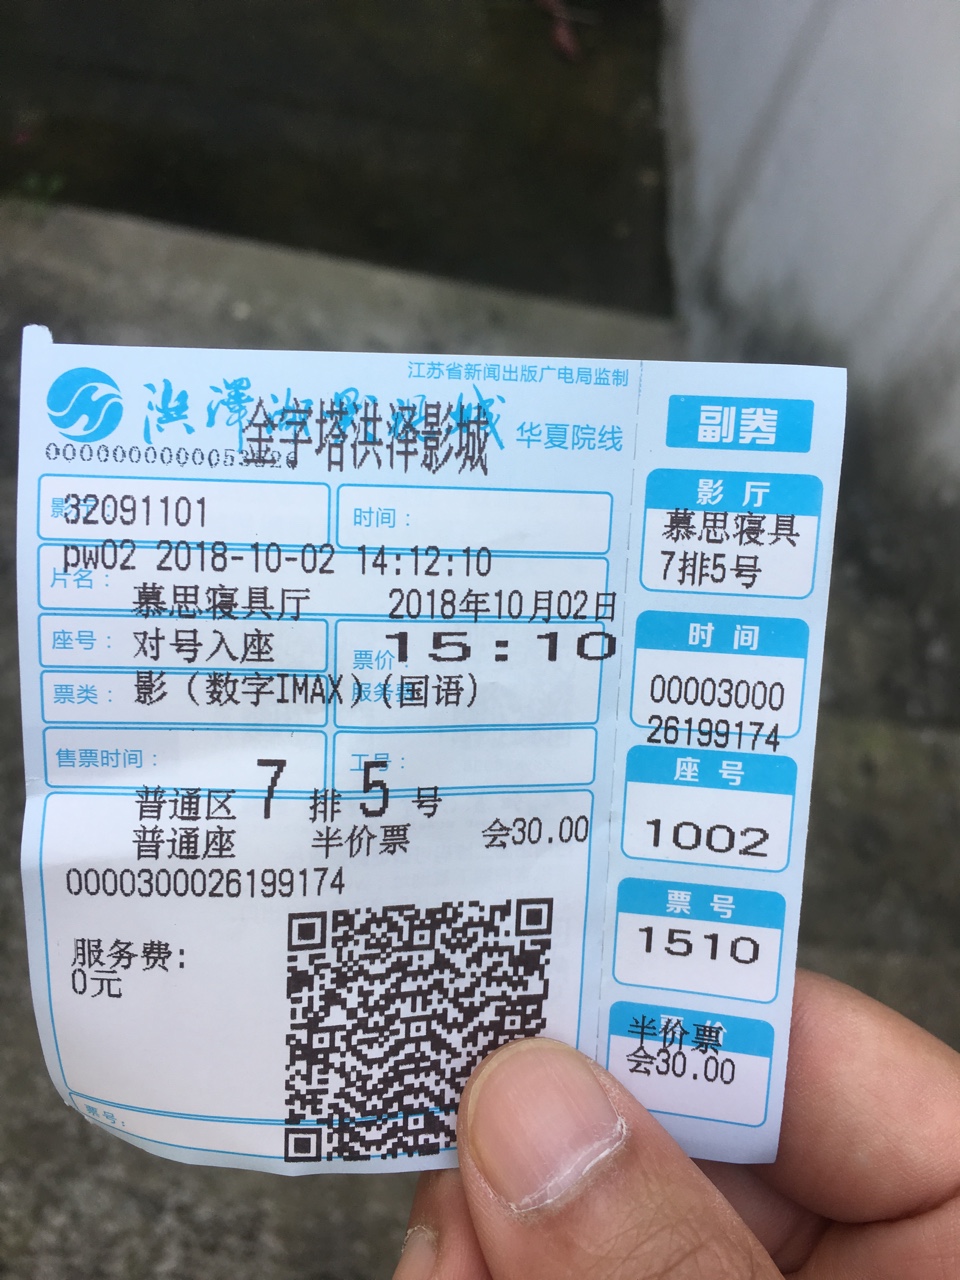 江苏省新闻出版广电局监制
金字塔洪泽影城
华夏院线
32091101
时间：
pw02 2018-10-02 14:12:10
片名：
慕思寝具厅 2018年10月02日
座号： 对号入座
票价 15:10
票类： 影（数字IMAX）（国语）
售票时间：
工号：
普通区 7 排 5 号
普通座 半价票 会30.00
0000300026199174
服务费：
0元
票号：
副券
影厅
慕思寝具
7排5号
时间
00003000
26199174
座号
1002
票号
1510
半价票
会30.00